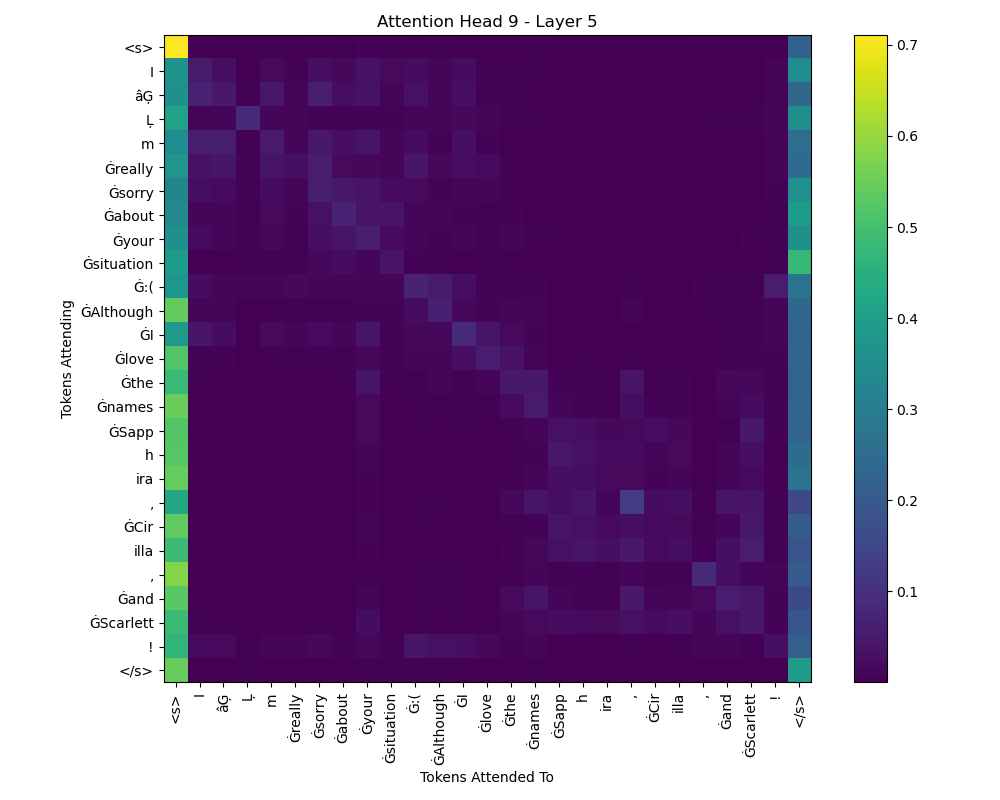 Attention Head 9 - Layer 5
Tokens Attending
<s>
I
âĢ
Ļ
m
Ġreally
Ġsorry
Ġabout
Ġyour
Ġsituation
Ġ:(
ĠAlthough
ĠI
Ġlove
Ġthe
Ġnames
ĠSapp
h
ira
,
ĠCir
illa
,
Ġand
ĠScarlett
!
</s>
<s>
I
âĢ
Ļ
m
Ġreally
Ġsorry
Ġabout
Ġyour
Ġsituation
Ġ:(
ĠAlthough
ĠI
Ġlove
Ġthe
Ġnames
ĠSapp
h
ira
,
ĠCir
illa
,
Ġand
ĠScarlett
!
</s>
Tokens Attended To
0.7
0.6
0.5
0.4
0.3
0.2
0.1